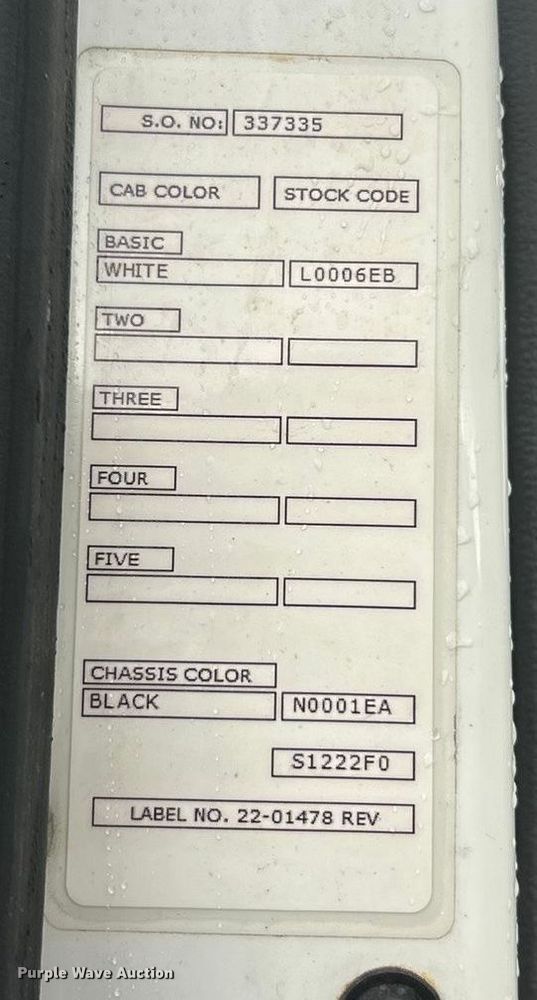 S.O. NO: 337335
CAB COLOR STOCK CODE
BASIC
WHITE L0006EB
TWO
THREE
FOUR
FIVE
CHASSIS COLOR
BLACK N0001EA
S1222F0
LABEL NO. 22-01478 REV
Purple Wave Auction